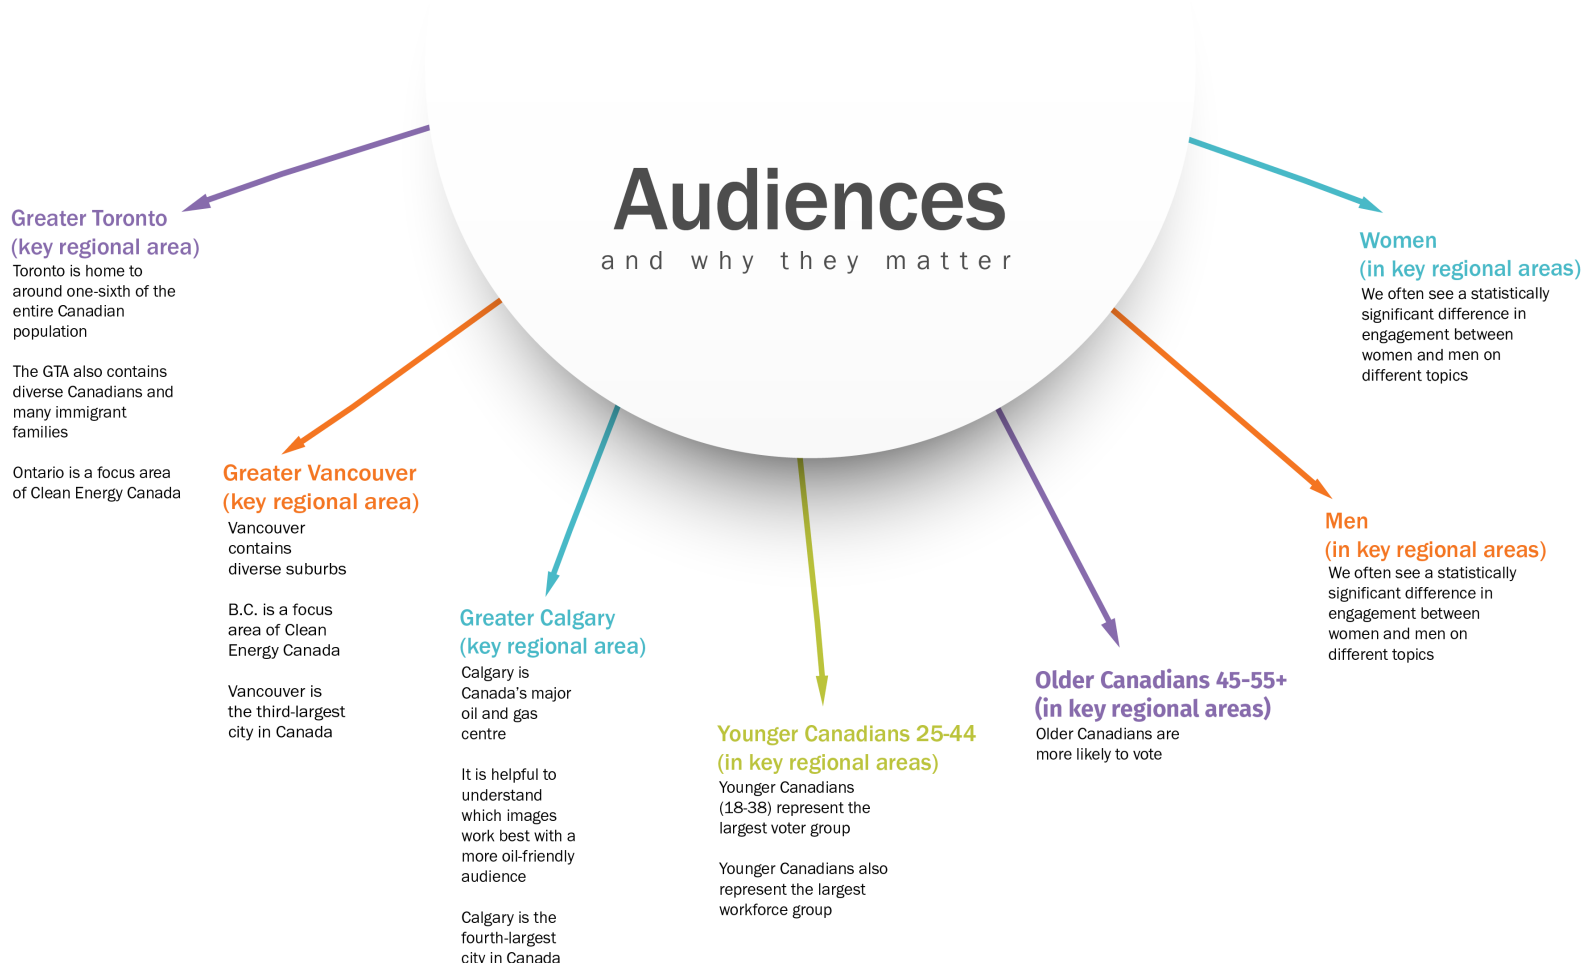 Audiences
and why they matter
Greater Toronto
(key regional area)
Toronto is home to
around one-sixth of the
entire Canadian
population
The GTA also contains
diverse Canadians and
many immigrant
families
Ontario is a focus area
of Clean Energy Canada
Greater Vancouver
(key regional area)
Vancouver
contains
diverse suburbs
B.C. is a focus
area of Clean
Energy Canada
Vancouver is
the third-largest
city in Canada
Greater Calgary
(key regional area)
Calgary is
Canada’s major
oil and gas
centre
It is helpful to
understand
which images
work best with a
more oil-friendly
audience
Calgary is the
fourth-largest
city in Canada
Younger Canadians 25-44
(in key regional areas)
Younger Canadians
(18-38) represent the
largest voter group
Younger Canadians also
represent the largest
workforce group
Older Canadians 45-55+
(in key regional areas)
Older Canadians are
more likely to vote
Men
(in key regional areas)
We often see a statistically
significant difference in
engagement between
women and men on
different topics
Women
(in key regional areas)
We often see a statistically
significant difference in
engagement between
women and men on
different topics